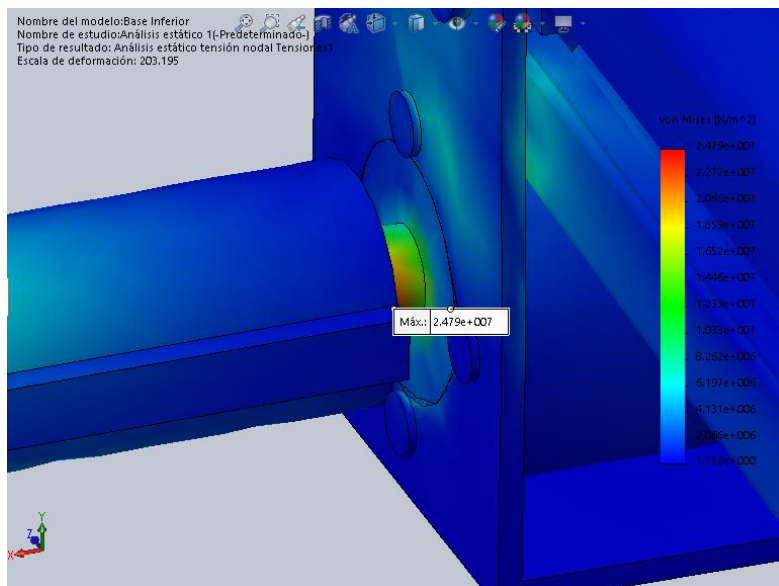 Nombre del modelo:Base Inferior
Nombre de estudio:Análisis estático 1(-Predeterminado-)
Tipo de resultado: Análisis estático tensión nodal Tensiones1
Escala de deformación: 203.195
von Mises (N/m^2)
2.479e+007
2.272e+007
2.066e+007
1.859e+007
1.652e+007
1.446e+007
1.239e+007
1.033e+007
8.262e+006
6.197e+006
4.131e+006
2.066e+006
Máx.: 2.479e+007
Y
Z
X